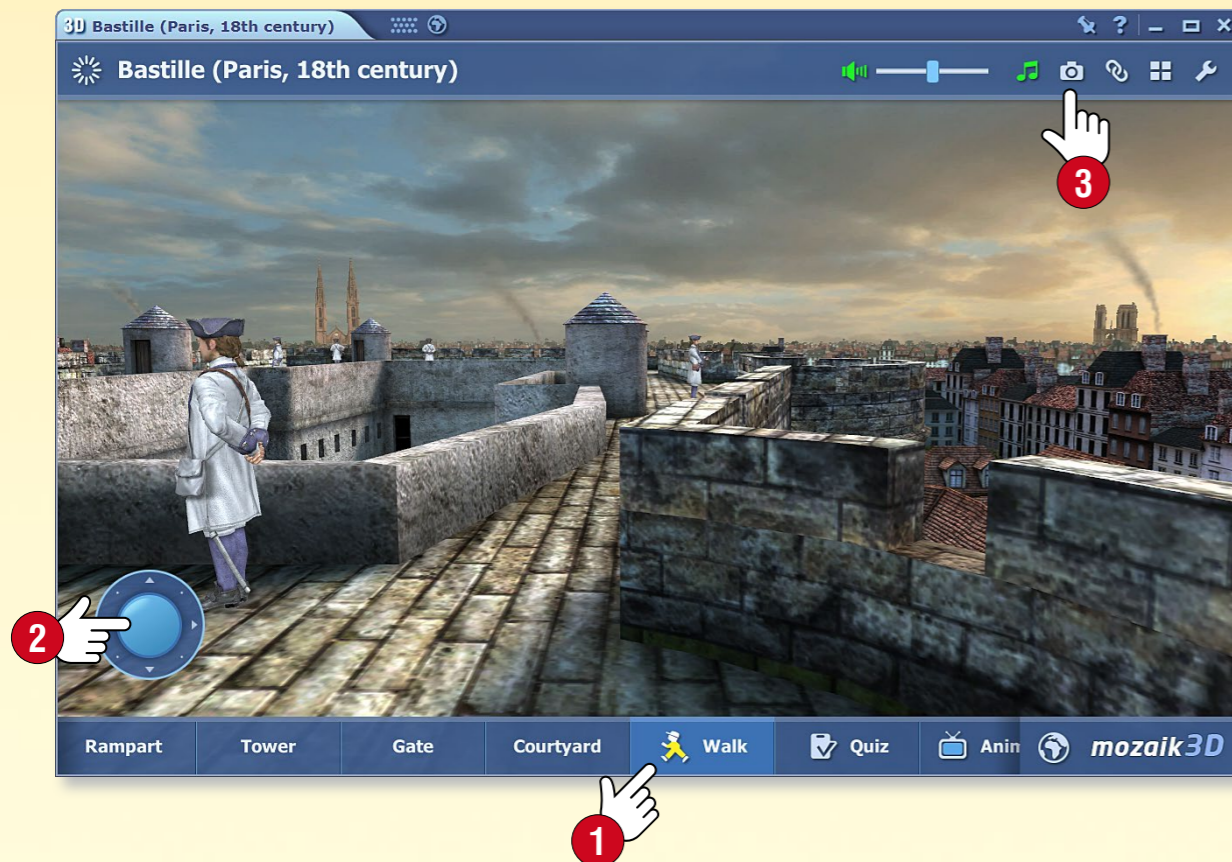 3D Bastille (Paris, 18th century)
?
Bastille (Paris, 18th century)
3
2
Rampart Tower Gate Courtyard Walk Quiz Anim mozaik3D
1